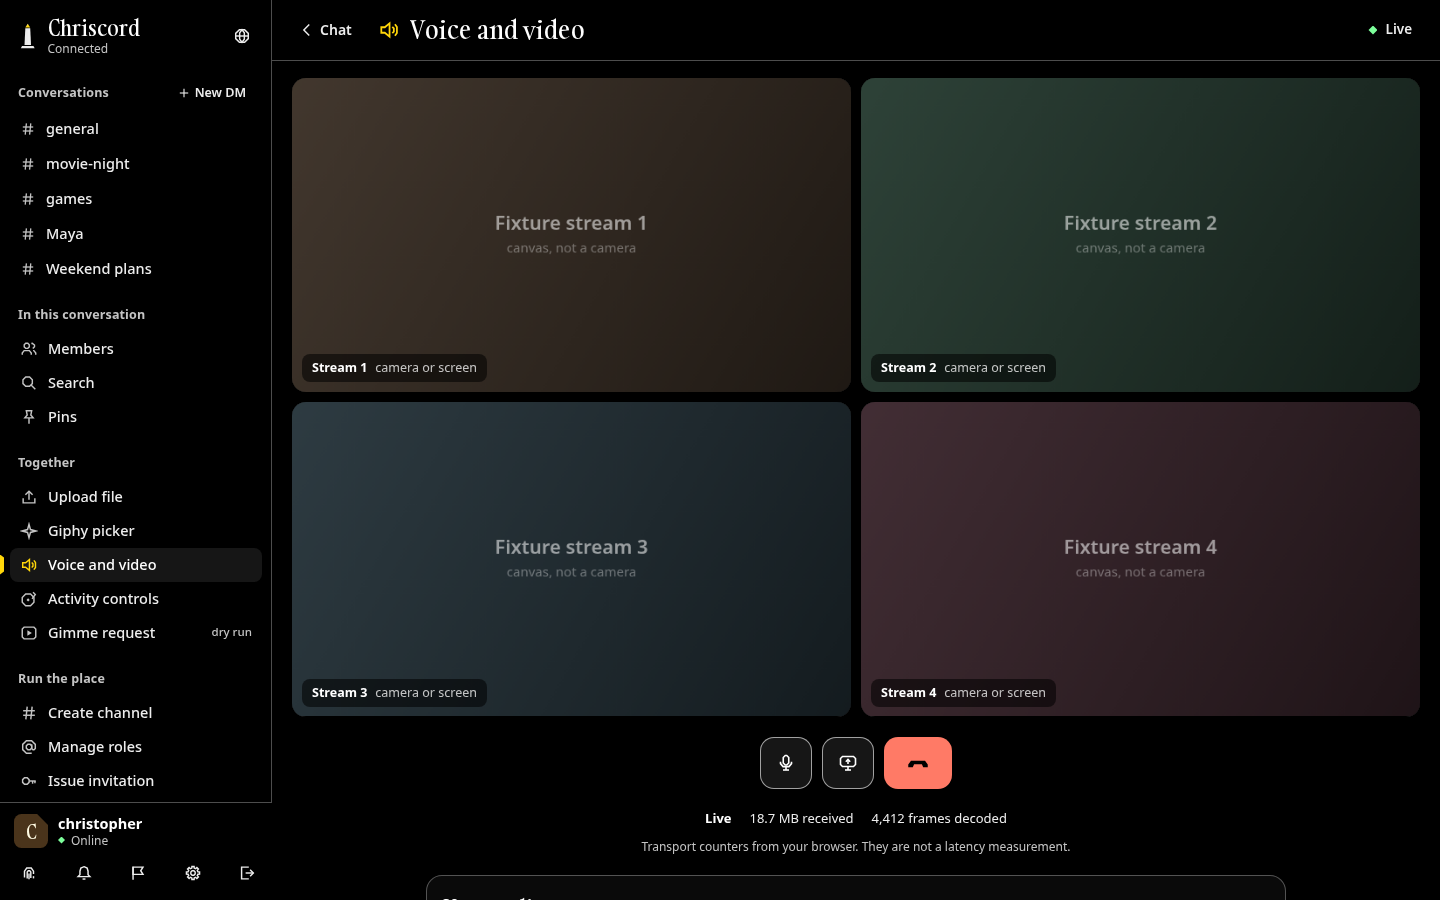 Chriscord
Connected
Conversations
New DM
general
movie-night
games
Maya
Weekend plans
In this conversation
Members
Search
Pins
Together
Upload file
Giphy picker
Voice and video
Activity controls
Gimme request dry run
Run the place
Create channel
Manage roles
Issue invitation
C
christopher
Online
Chat
Voice and video
Live
Fixture stream 1
canvas, not a camera
Stream 1 camera or screen
Fixture stream 2
canvas, not a camera
Stream 2 camera or screen
Fixture stream 3
canvas, not a camera
Stream 3 camera or screen
Fixture stream 4
canvas, not a camera
Stream 4 camera or screen
Live 18.7 MB received 4,412 frames decoded
Transport counters from your browser. They are not a latency measurement.